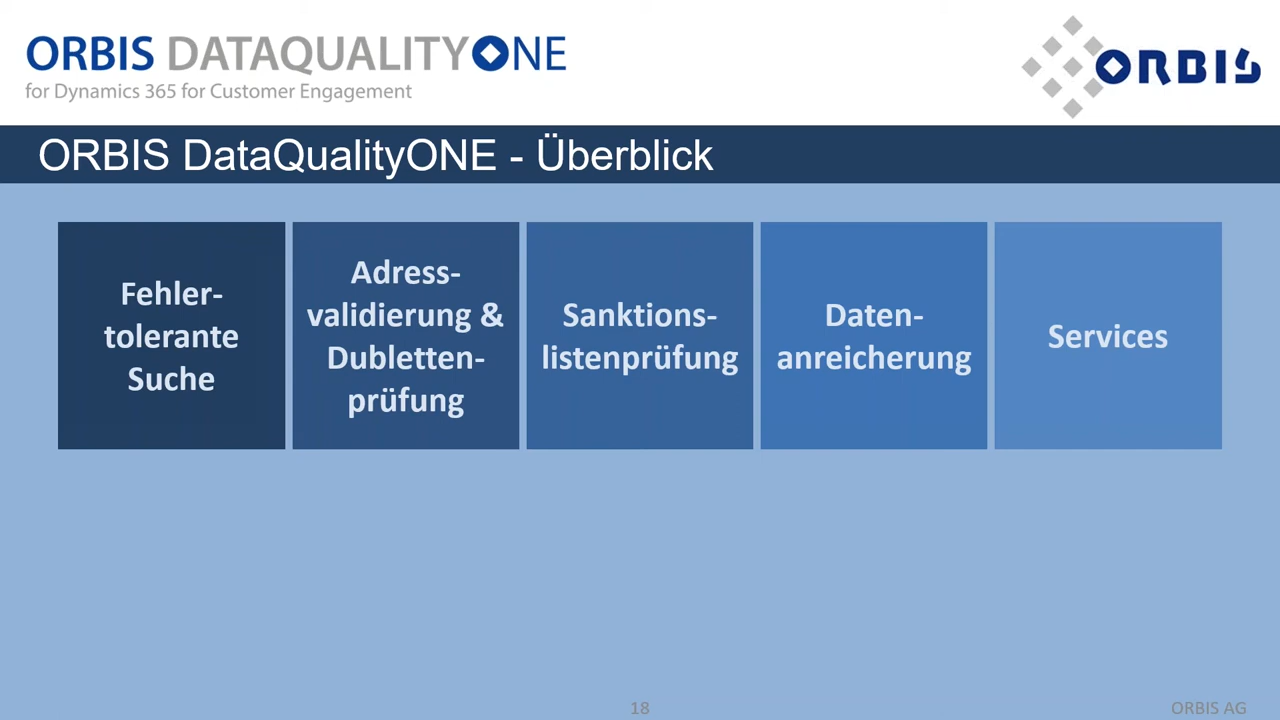 ORBIS DATAQUALITYONE
for Dynamics 365 for Customer Engagement
ORBIS
ORBIS DataQualityONE - Überblick
Fehler-
tolerante
Suche
Adress-
validierung &
Dubletten-
prüfung
Sanktions-
listenprüfung
Daten-
anreicherung
Services
18
ORBIS AG